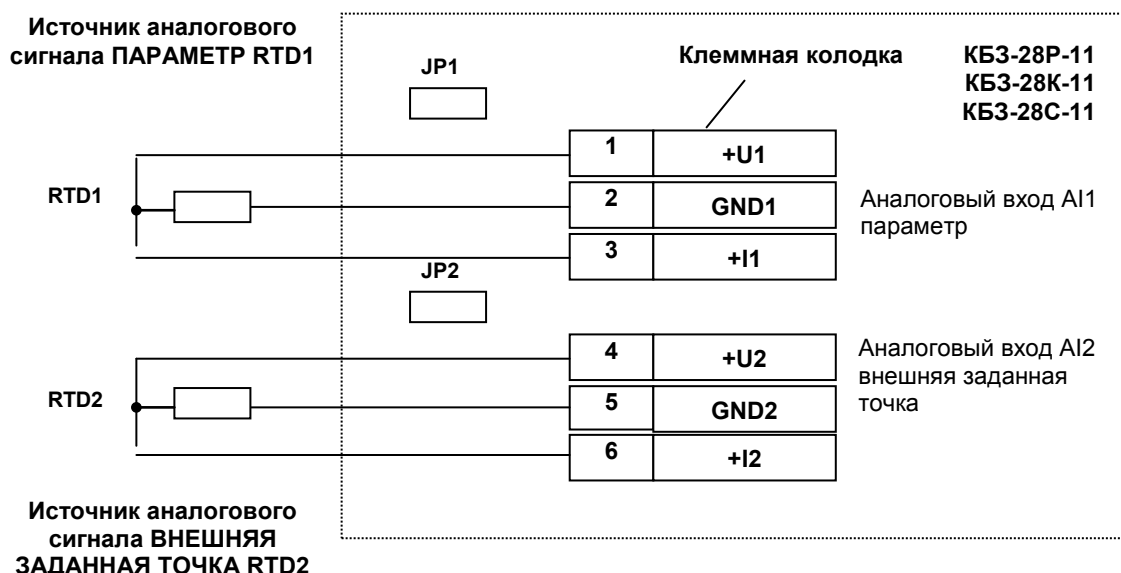 Источник аналогового
сигнала ПАРАМЕТР RTD1
JP1
Клеммная колодка
КБЗ-28Р-11
КБЗ-28К-11
КБЗ-28С-11
1 +U1
RTD1
2 GND1
Аналоговый вход AI1
параметр
3 +I1
JP2
4 +U2
Аналоговый вход AI2
внешняя заданная
точка
RTD2
5 GND2
6 +I2
Источник аналогового
сигнала ВНЕШНЯЯ
ЗАДАННАЯ ТОЧКА RTD2